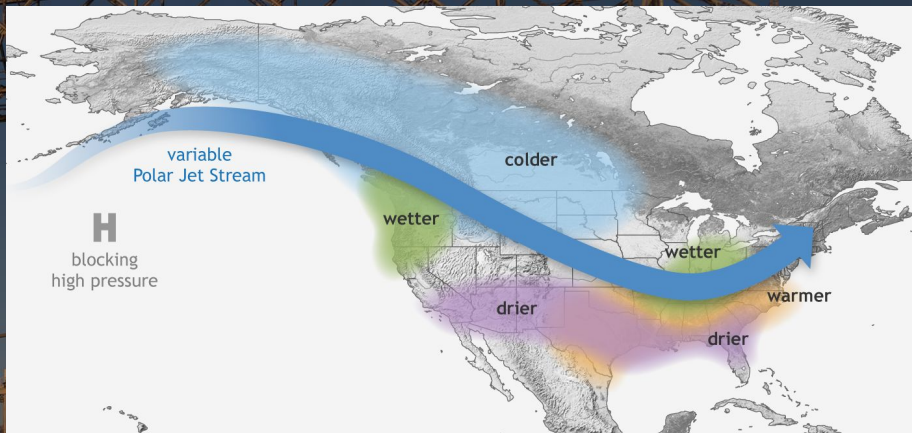 colder
variable
Polar Jet Stream
wetter
H
blocking
high pressure
wetter
warmer
drier
drier